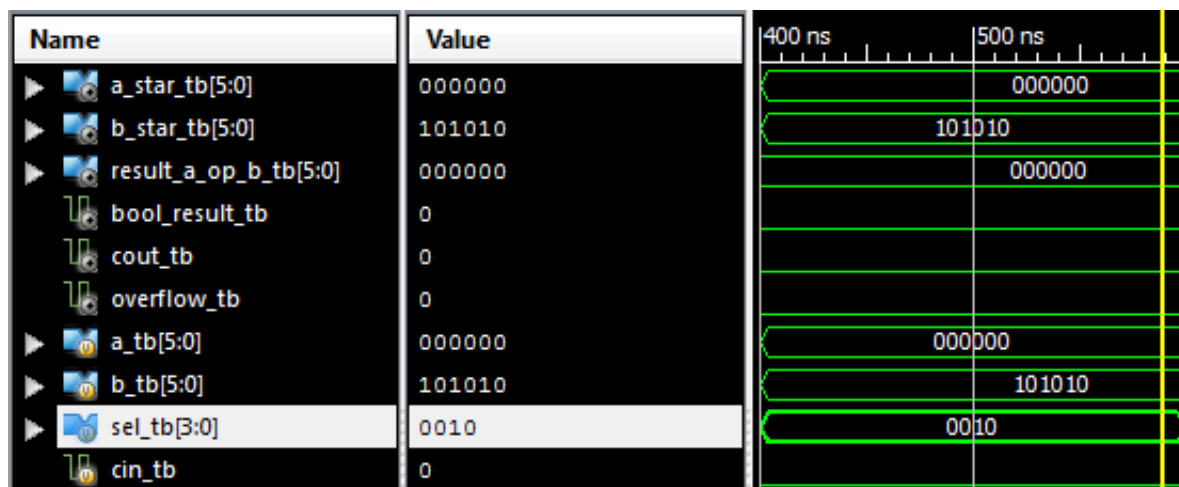 Name Value 400 ns 500 ns
a_star_tb[5:0] 000000 000000
b_star_tb[5:0] 101010 101010
result_a_op_b_tb[5:0] 000000 000000
bool_result_tb 0
cout_tb 0
overflow_tb 0
a_tb[5:0] 000000 000000
b_tb[5:0] 101010 101010
sel_tb[3:0] 0010 0010
cin_tb 0